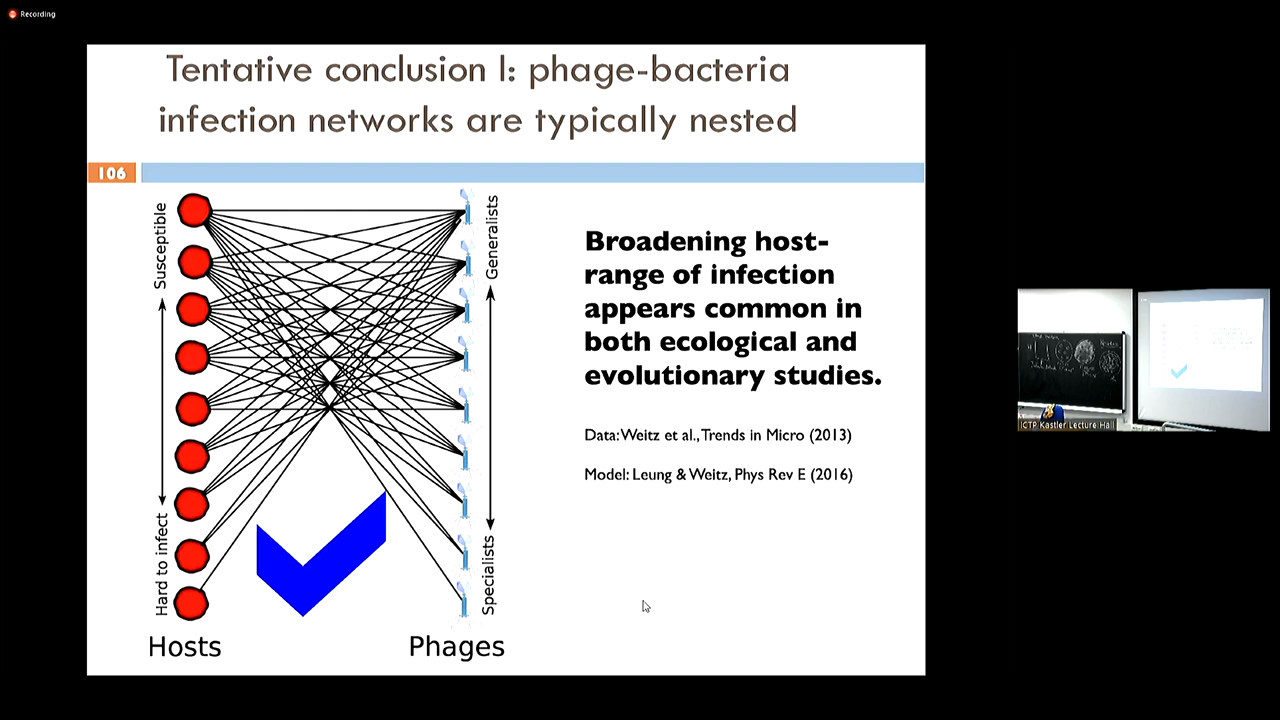 Recording
Tentative conclusion I: phage-bacteria
infection networks are typically nested
106
Susceptible
Hard to infect
Generalists
Specialists
Hosts
Phages
Broadening host-
range of infection
appears common in
both ecological and
evolutionary studies.
Data: Weitz et al., Trends in Micro (2013)
Model: Leung & Weitz, Phys Rev E (2016)
ICTP Kastler Lecture Hall